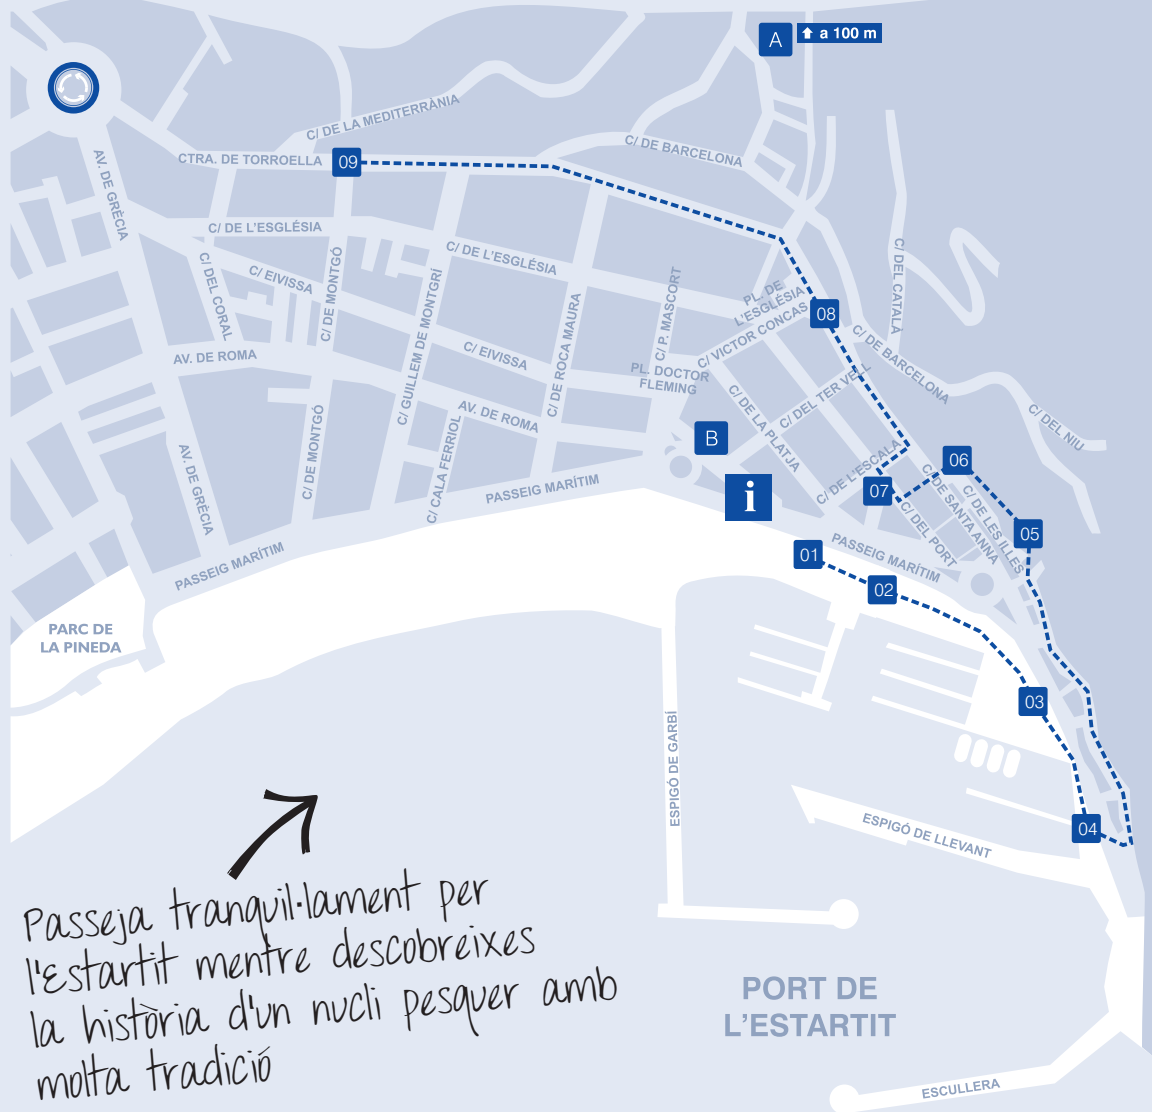 A
a 100 m
C/ DE LA MEDITERRÀNIA
CTRA. DE TORROELLA
09
C/ DE BARCELONA
AV. DE GRÈCIA
C/ DE L'ESGLÉSIA
C/ DE L'ESGLÉSIA
C/ DEL CORAL
C/ EIVISSA
C/ DE MONTGÓ
C/ GUILLEM DE MONTGRÍ
C/ DE ROCA MAURA
C/ P. MASCORT
PL. DE
L'ESGLÉSIA
C/ DEL CATALÀ
08
C/ VICTOR CONCAS
C/ DE BARCELONA
AV. DE ROMA
C/ EIVISSA
PL. DOCTOR
FLEMING
C/ DE LA PLATJA
C/ DEL TER VELL
C/ DEL NIU
C/ DE MONTGÓ
AV. DE ROMA
C/ CALA FERRIOL
B
AV. DE GRÈCIA
PASSEIG MARÍTIM
i
C/ DE L'ESCALA
07
06
C/ DE SANTA ANNA
C/ DE LES ILLES
C/ DEL PORT
05
PASSEIG MARÍTIM
01
PASSEIG MARÍTIM
02
PARC DE
LA PINEDA
03
ESPIGÓ DE GARBÍ
04
ESPIGÓ DE LLEVANT
Passeja tranquil·lament per
l'Estartit mentre descobreixes
la història d'un nucli pesquer amb
molta tradició
PORT DE
L'ESTARTIT
ESCULLERA